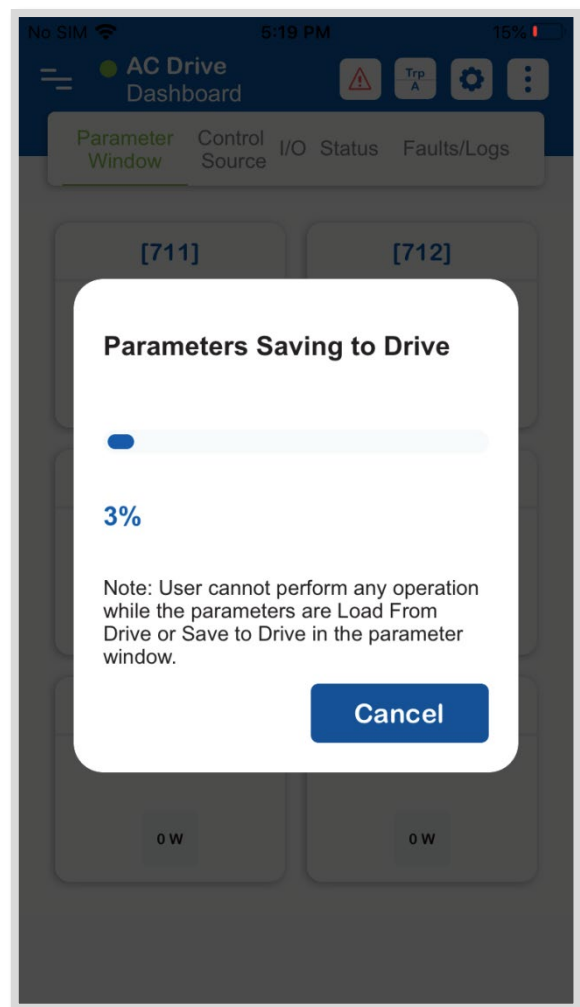 No SIM 5:19 PM 15%
AC Drive
Dashboard
Trp
A
Parameter Window
Control Source
I/O Status
Faults/Logs
[711] [712]
Parameters Saving to Drive
3%
Note: User cannot perform any operation
while the parameters are Load From
Drive or Save to Drive in the parameter
window.
Cancel
0 W 0 W